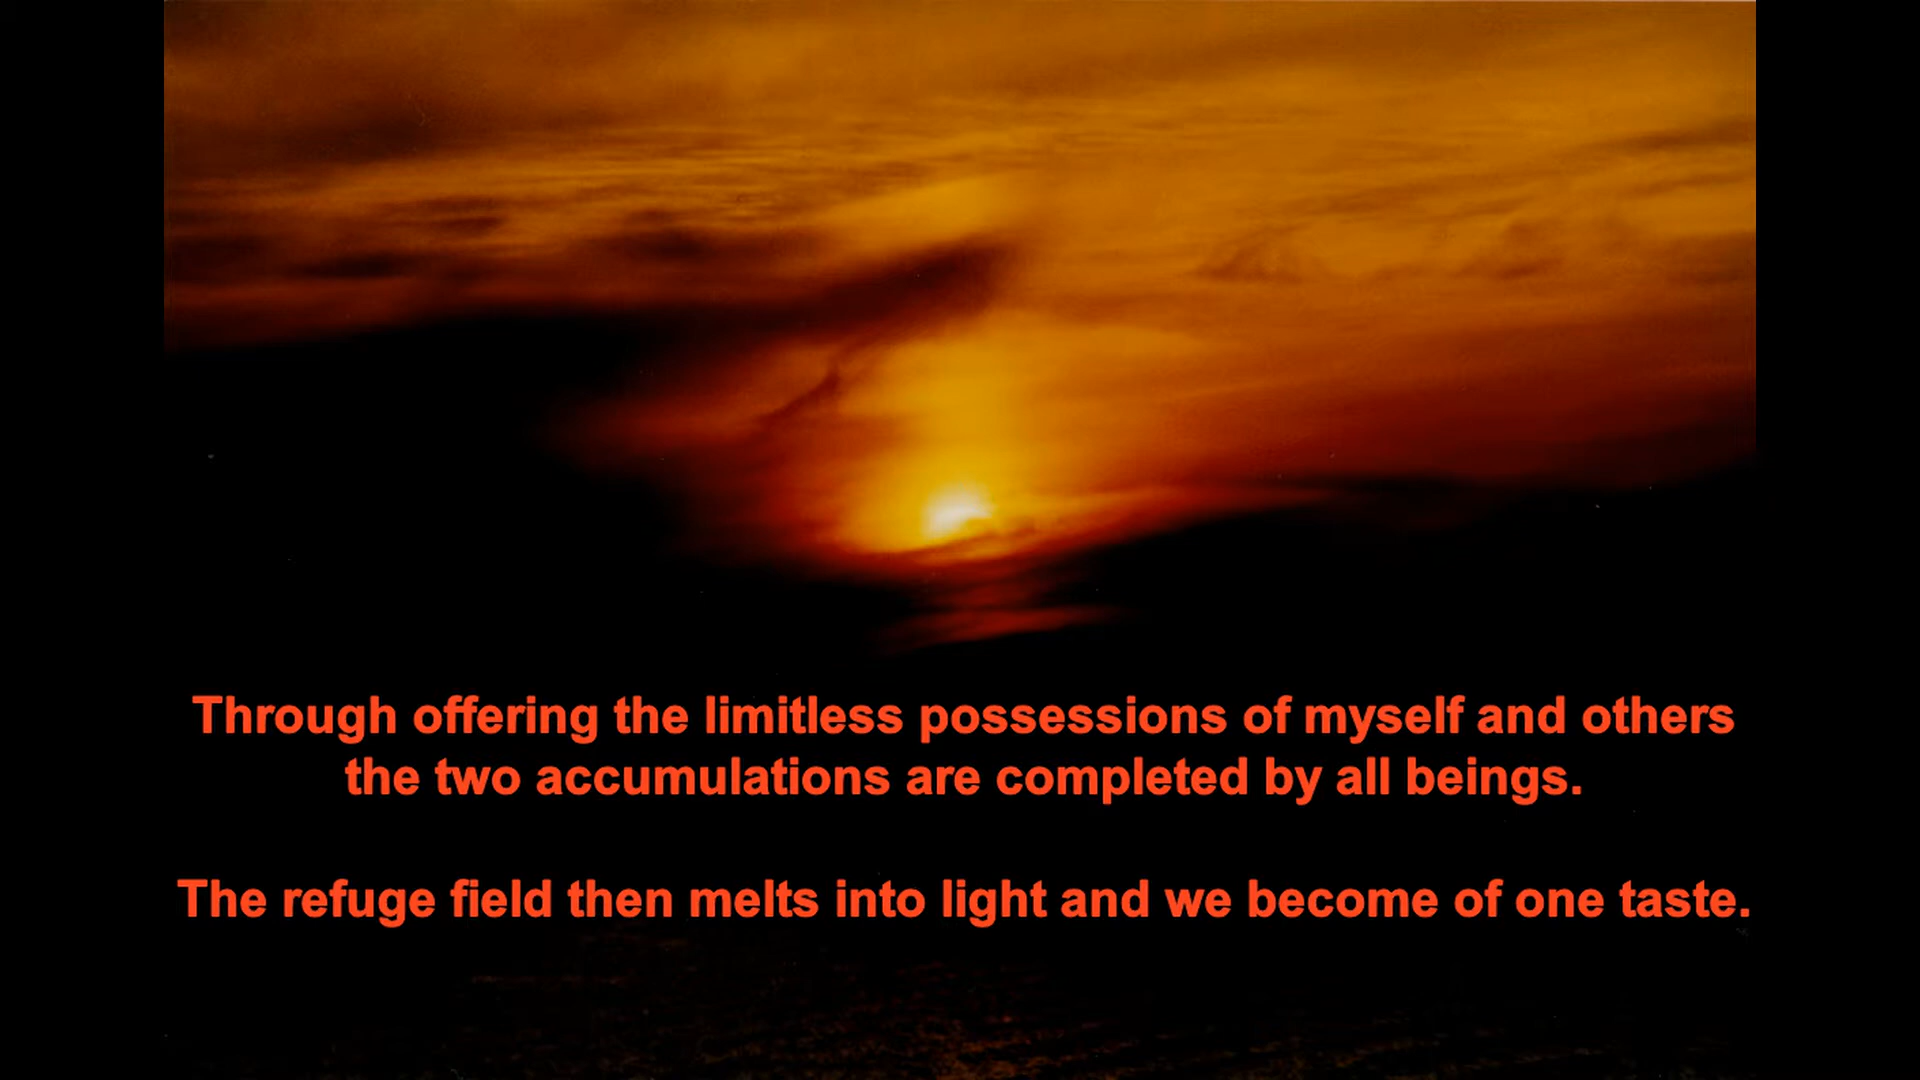 Through offering the limitless possessions of myself and others
the two accumulations are completed by all beings.
The refuge field then melts into light and we become of one taste.